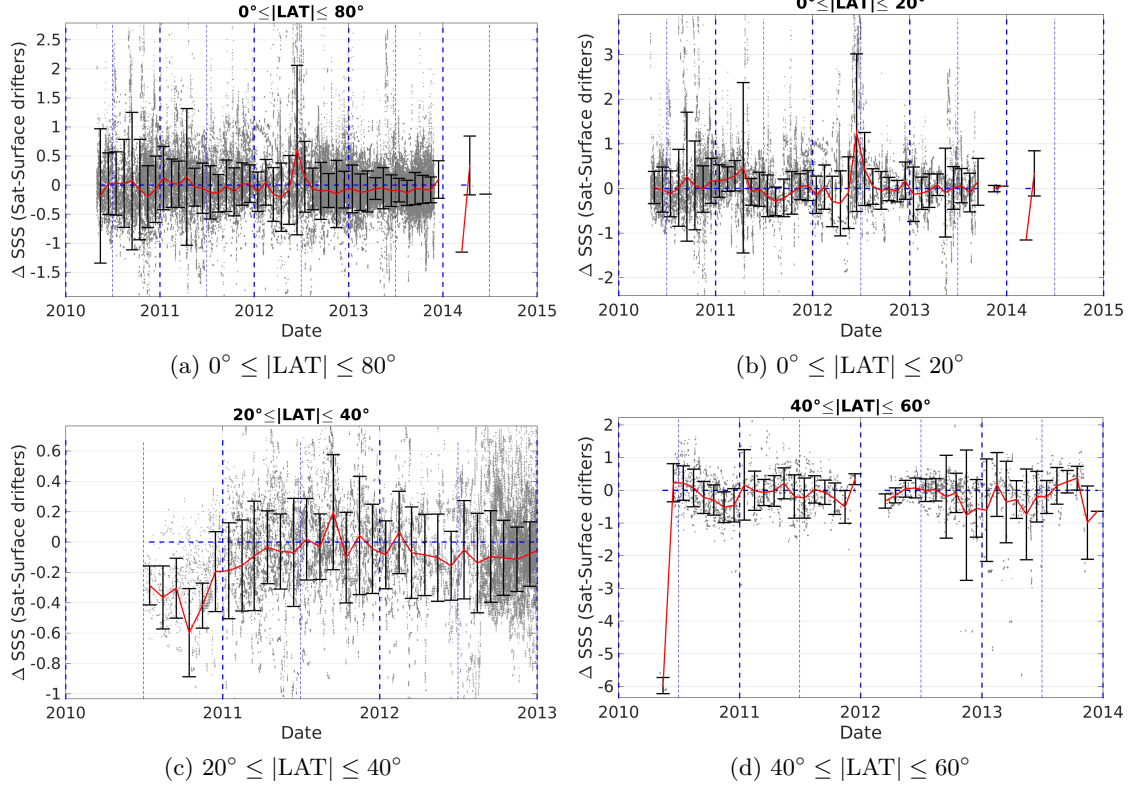 0°≤|LAT|≤ 80°
Δ SSS (Sat-Surface drifters)
2.5
2
1.5
1
0.5
0
-0.5
-1
-1.5
2010 2011 2012 2013 2014 2015
Date
(a) 0° ≤ |LAT| ≤ 80°
0°≤|LAT|≤ 20°
Δ SSS (Sat-Surface drifters)
3
2
1
0
-1
-2
2010 2011 2012 2013 2014 2015
Date
(b) 0° ≤ |LAT| ≤ 20°
20°≤|LAT|≤ 40°
Δ SSS (Sat-Surface drifters)
0.6
0.4
0.2
0
-0.2
-0.4
-0.6
-0.8
-1
2010 2011 2012 2013
Date
(c) 20° ≤ |LAT| ≤ 40°
40°≤|LAT|≤ 60°
Δ SSS (Sat-Surface drifters)
2
1
0
-1
-2
-3
-4
-5
-6
2010 2011 2012 2013 2014
Date
(d) 40° ≤ |LAT| ≤ 60°